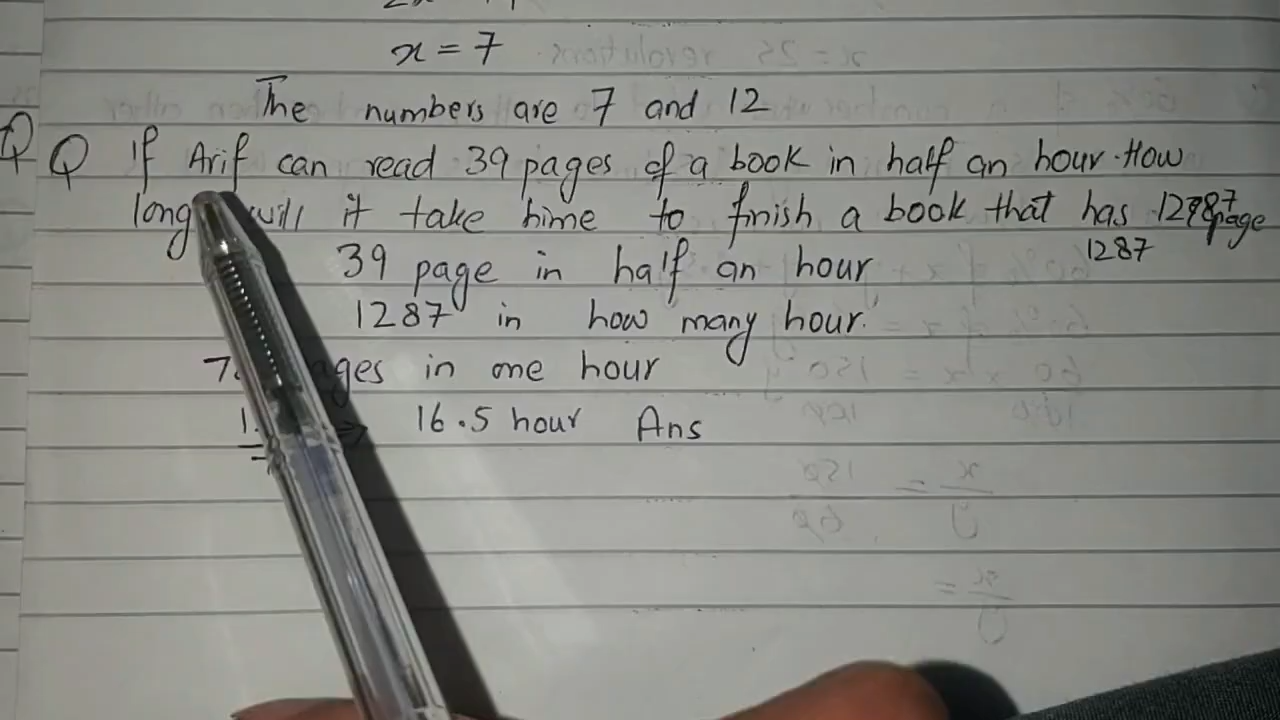 x = 7
The numbers are 7 and 12
Q If Arif can read 39 pages of a book in half an hour. How
long will it take hime to finish a book that has 1287 page
1287
39 page in half an hour
1287 in how many hour.
in one hour
16.5 hour Ans